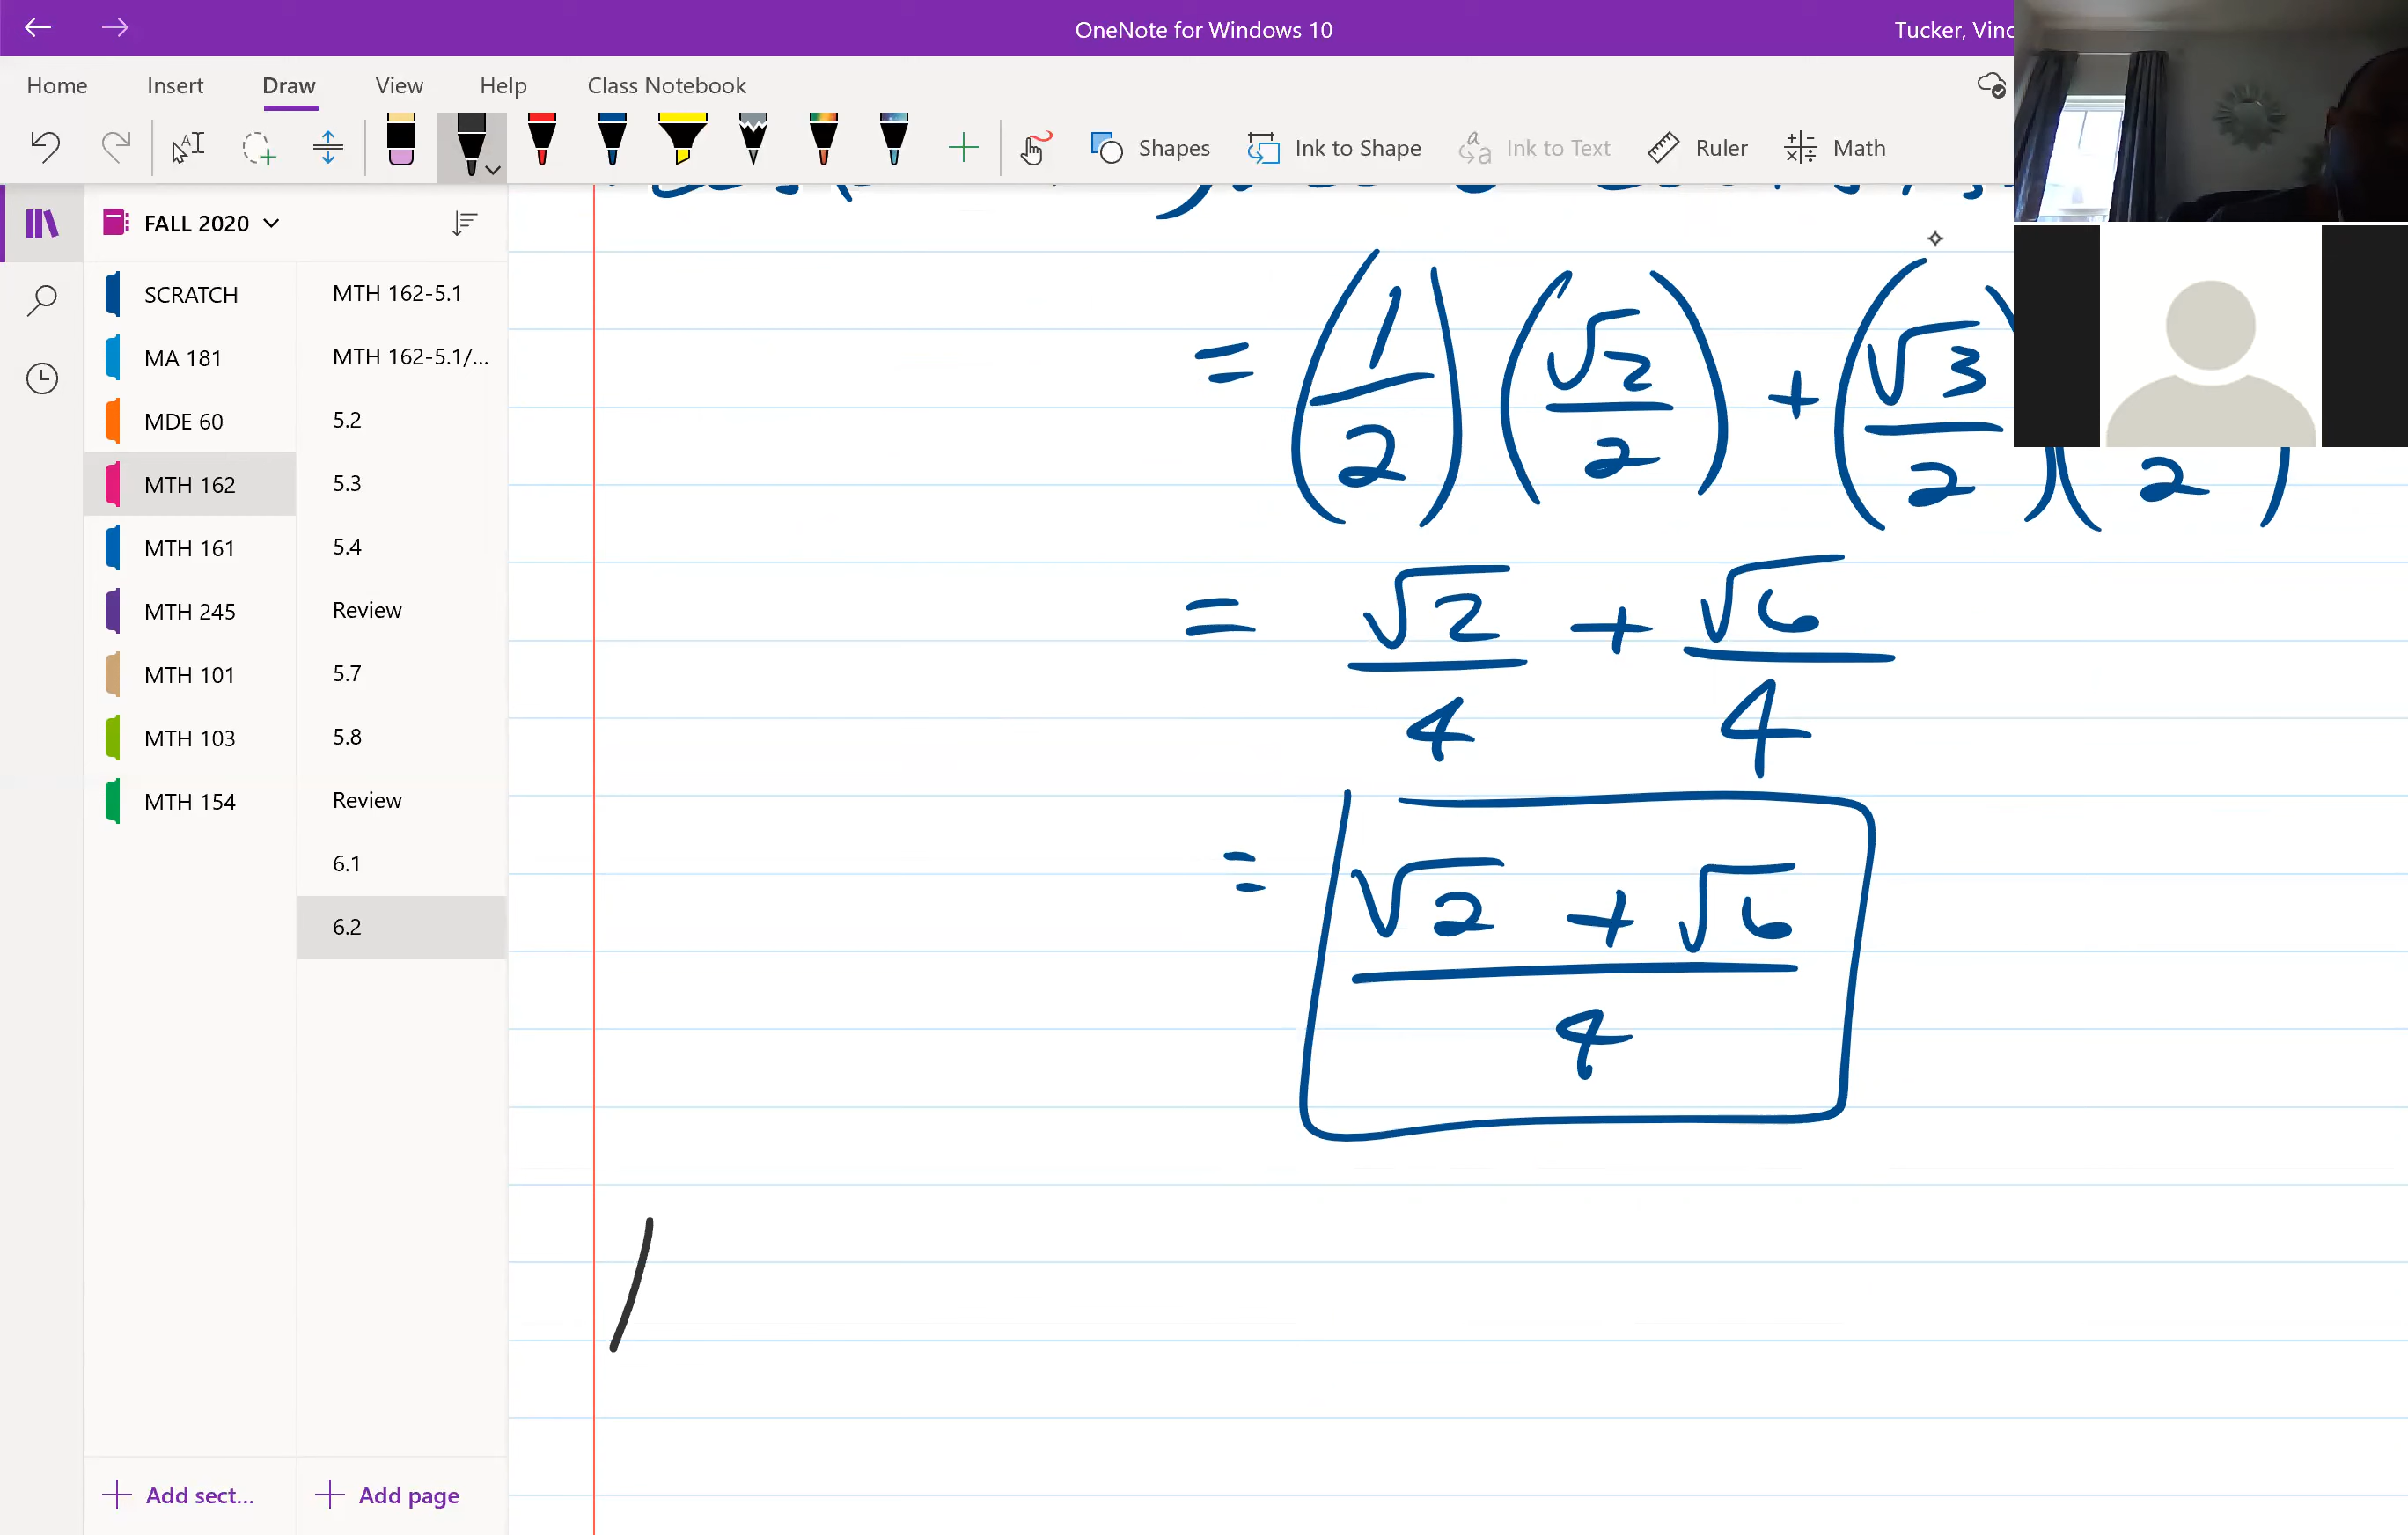 OneNote for Windows 10
Tucker, Vinc
Home Insert Draw View Help Class Notebook
Shapes Ink to Shape Ink to Text Ruler Math
FALL 2020
SCRATCH
MA 181
MDE 60
MTH 162
MTH 161
MTH 245
MTH 101
MTH 103
MTH 154
Add sect...
MTH 162-5.1
MTH 162-5.1/...
5.2
5.3
5.4
Review
5.7
5.8
Review
6.1
6.2
Add page
= (1/2) (√2/2) + (√3/2)( 2 )
= √2/4 + √6/4
= √2 + √6 / 4